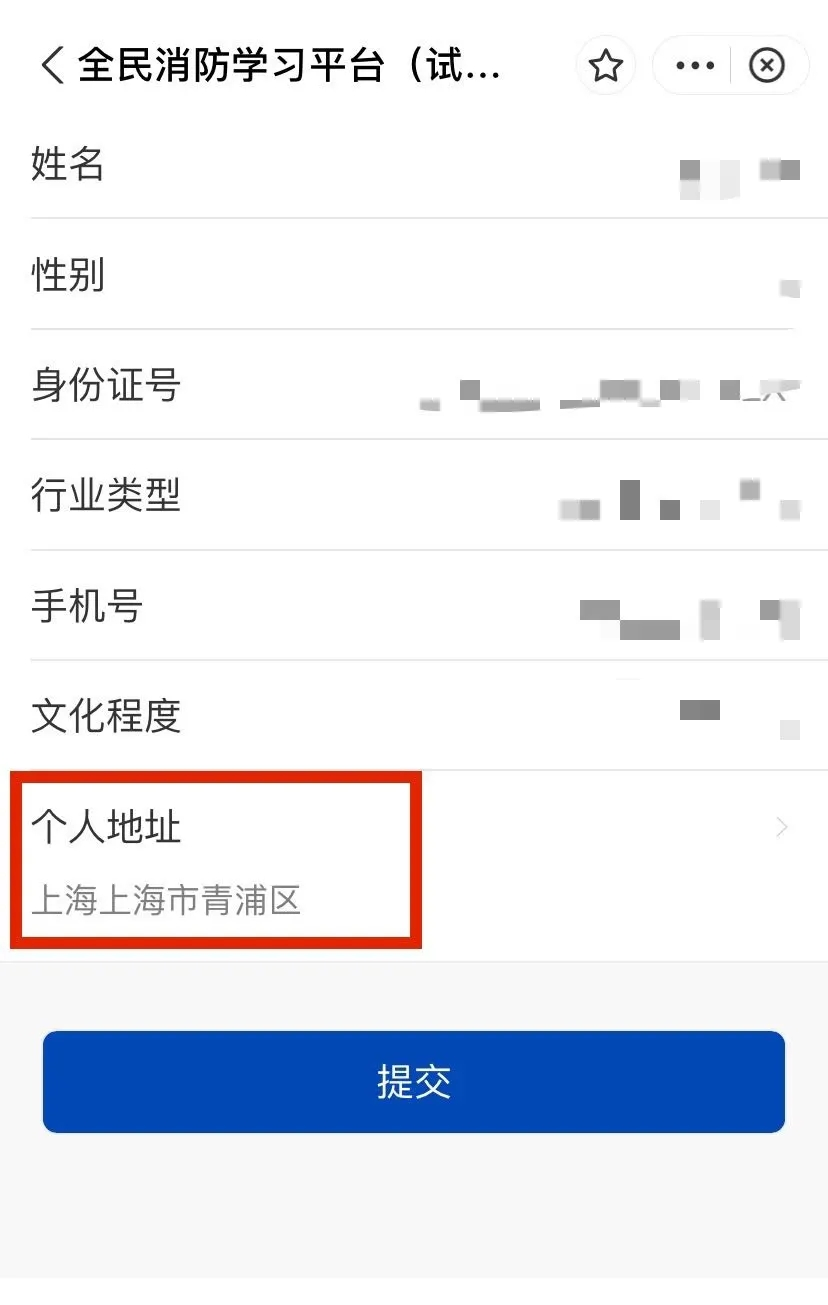 全民消防学习平台（试...
姓名
性别
身份证号
行业类型
手机号
文化程度
个人地址
上海上海市青浦区
提交